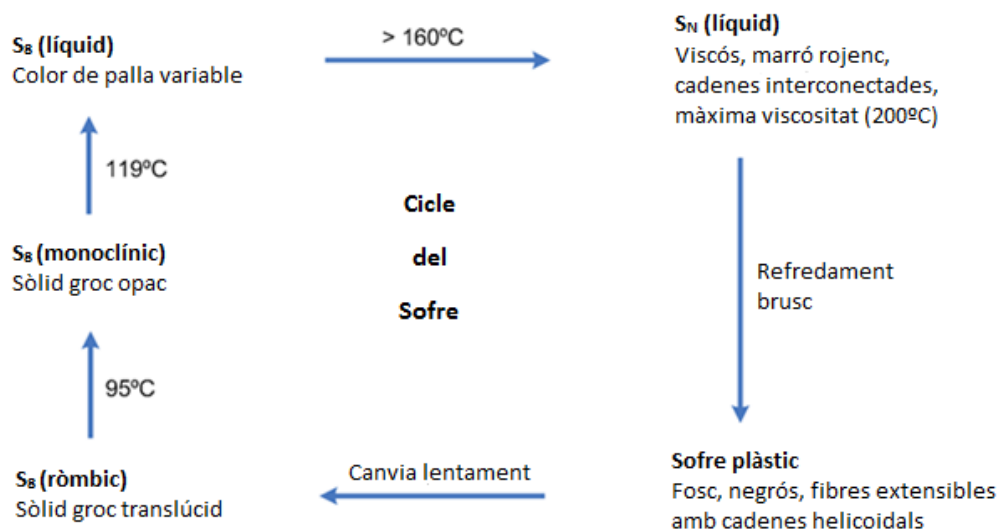 S₈ (líquid)
Color de palla variable
> 160ºC
S_N (líquid)
Viscós, marró rojenc,
cadenes interconectades,
màxima viscositat (200ºC)
119ºC
Cicle
del
Sofre
S₈ (monoclínic)
Sòlid groc opac
Refredament
brusc
95ºC
S₈ (ròmbic)
Sòlid groc translúcid
Canvia lentament
Sofre plàstic
Fosc, negrós, fibres extensibles
amb cadenes helicoidals